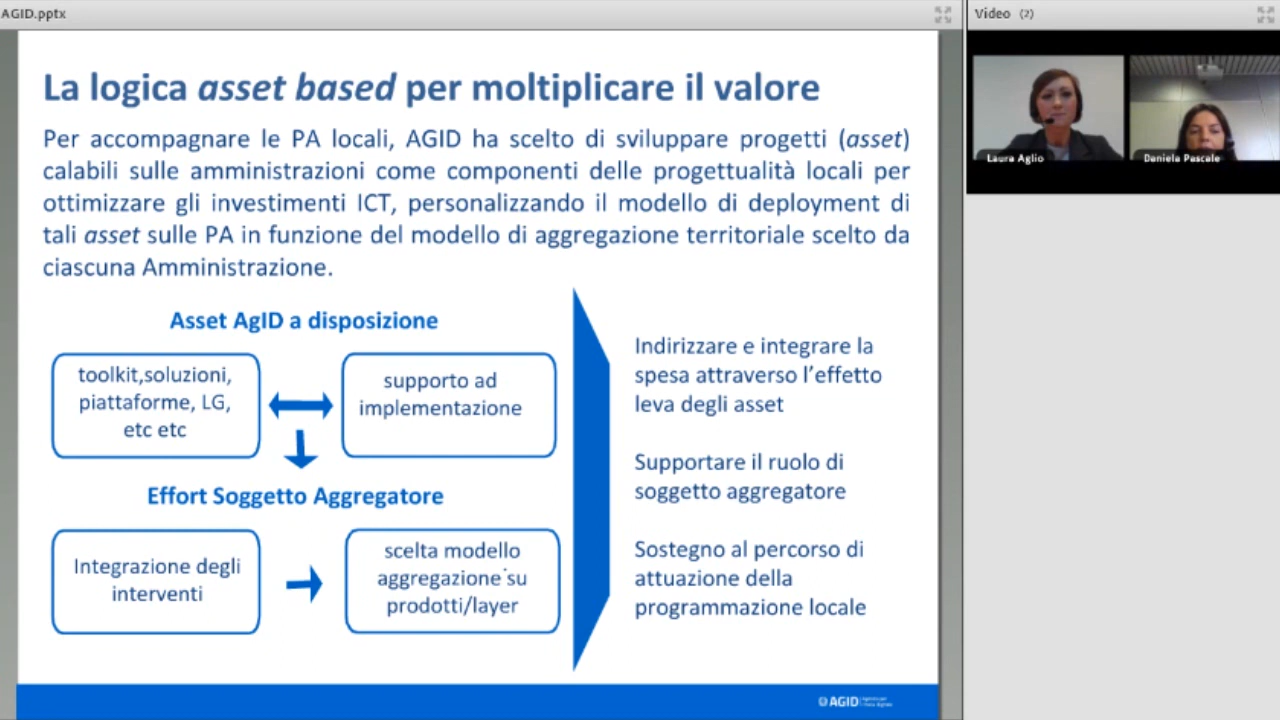 AGID.pptx
Video (2)
La logica asset based per moltiplicare il valore
Per accompagnare le PA locali, AGID ha scelto di sviluppare progetti (asset)
calabili sulle amministrazioni come componenti delle progettualità locali per
ottimizzare gli investimenti ICT, personalizzando il modello di deployment di
tali asset sulle PA in funzione del modello di aggregazione territoriale scelto da
ciascuna Amministrazione.
Laura Aglio
Daniela Pascale
Asset AgID a disposizione
toolkit,soluzioni,
piattaforme, LG,
etc etc
supporto ad
implementazione
Effort Soggetto Aggregatore
Integrazione degli
interventi
scelta modello
aggregazione su
prodotti/layer
Indirizzare e integrare la
spesa attraverso l'effetto
leva degli asset
Supportare il ruolo di
soggetto aggregatore
Sostegno al percorso di
attuazione della
programmazione locale
AGID